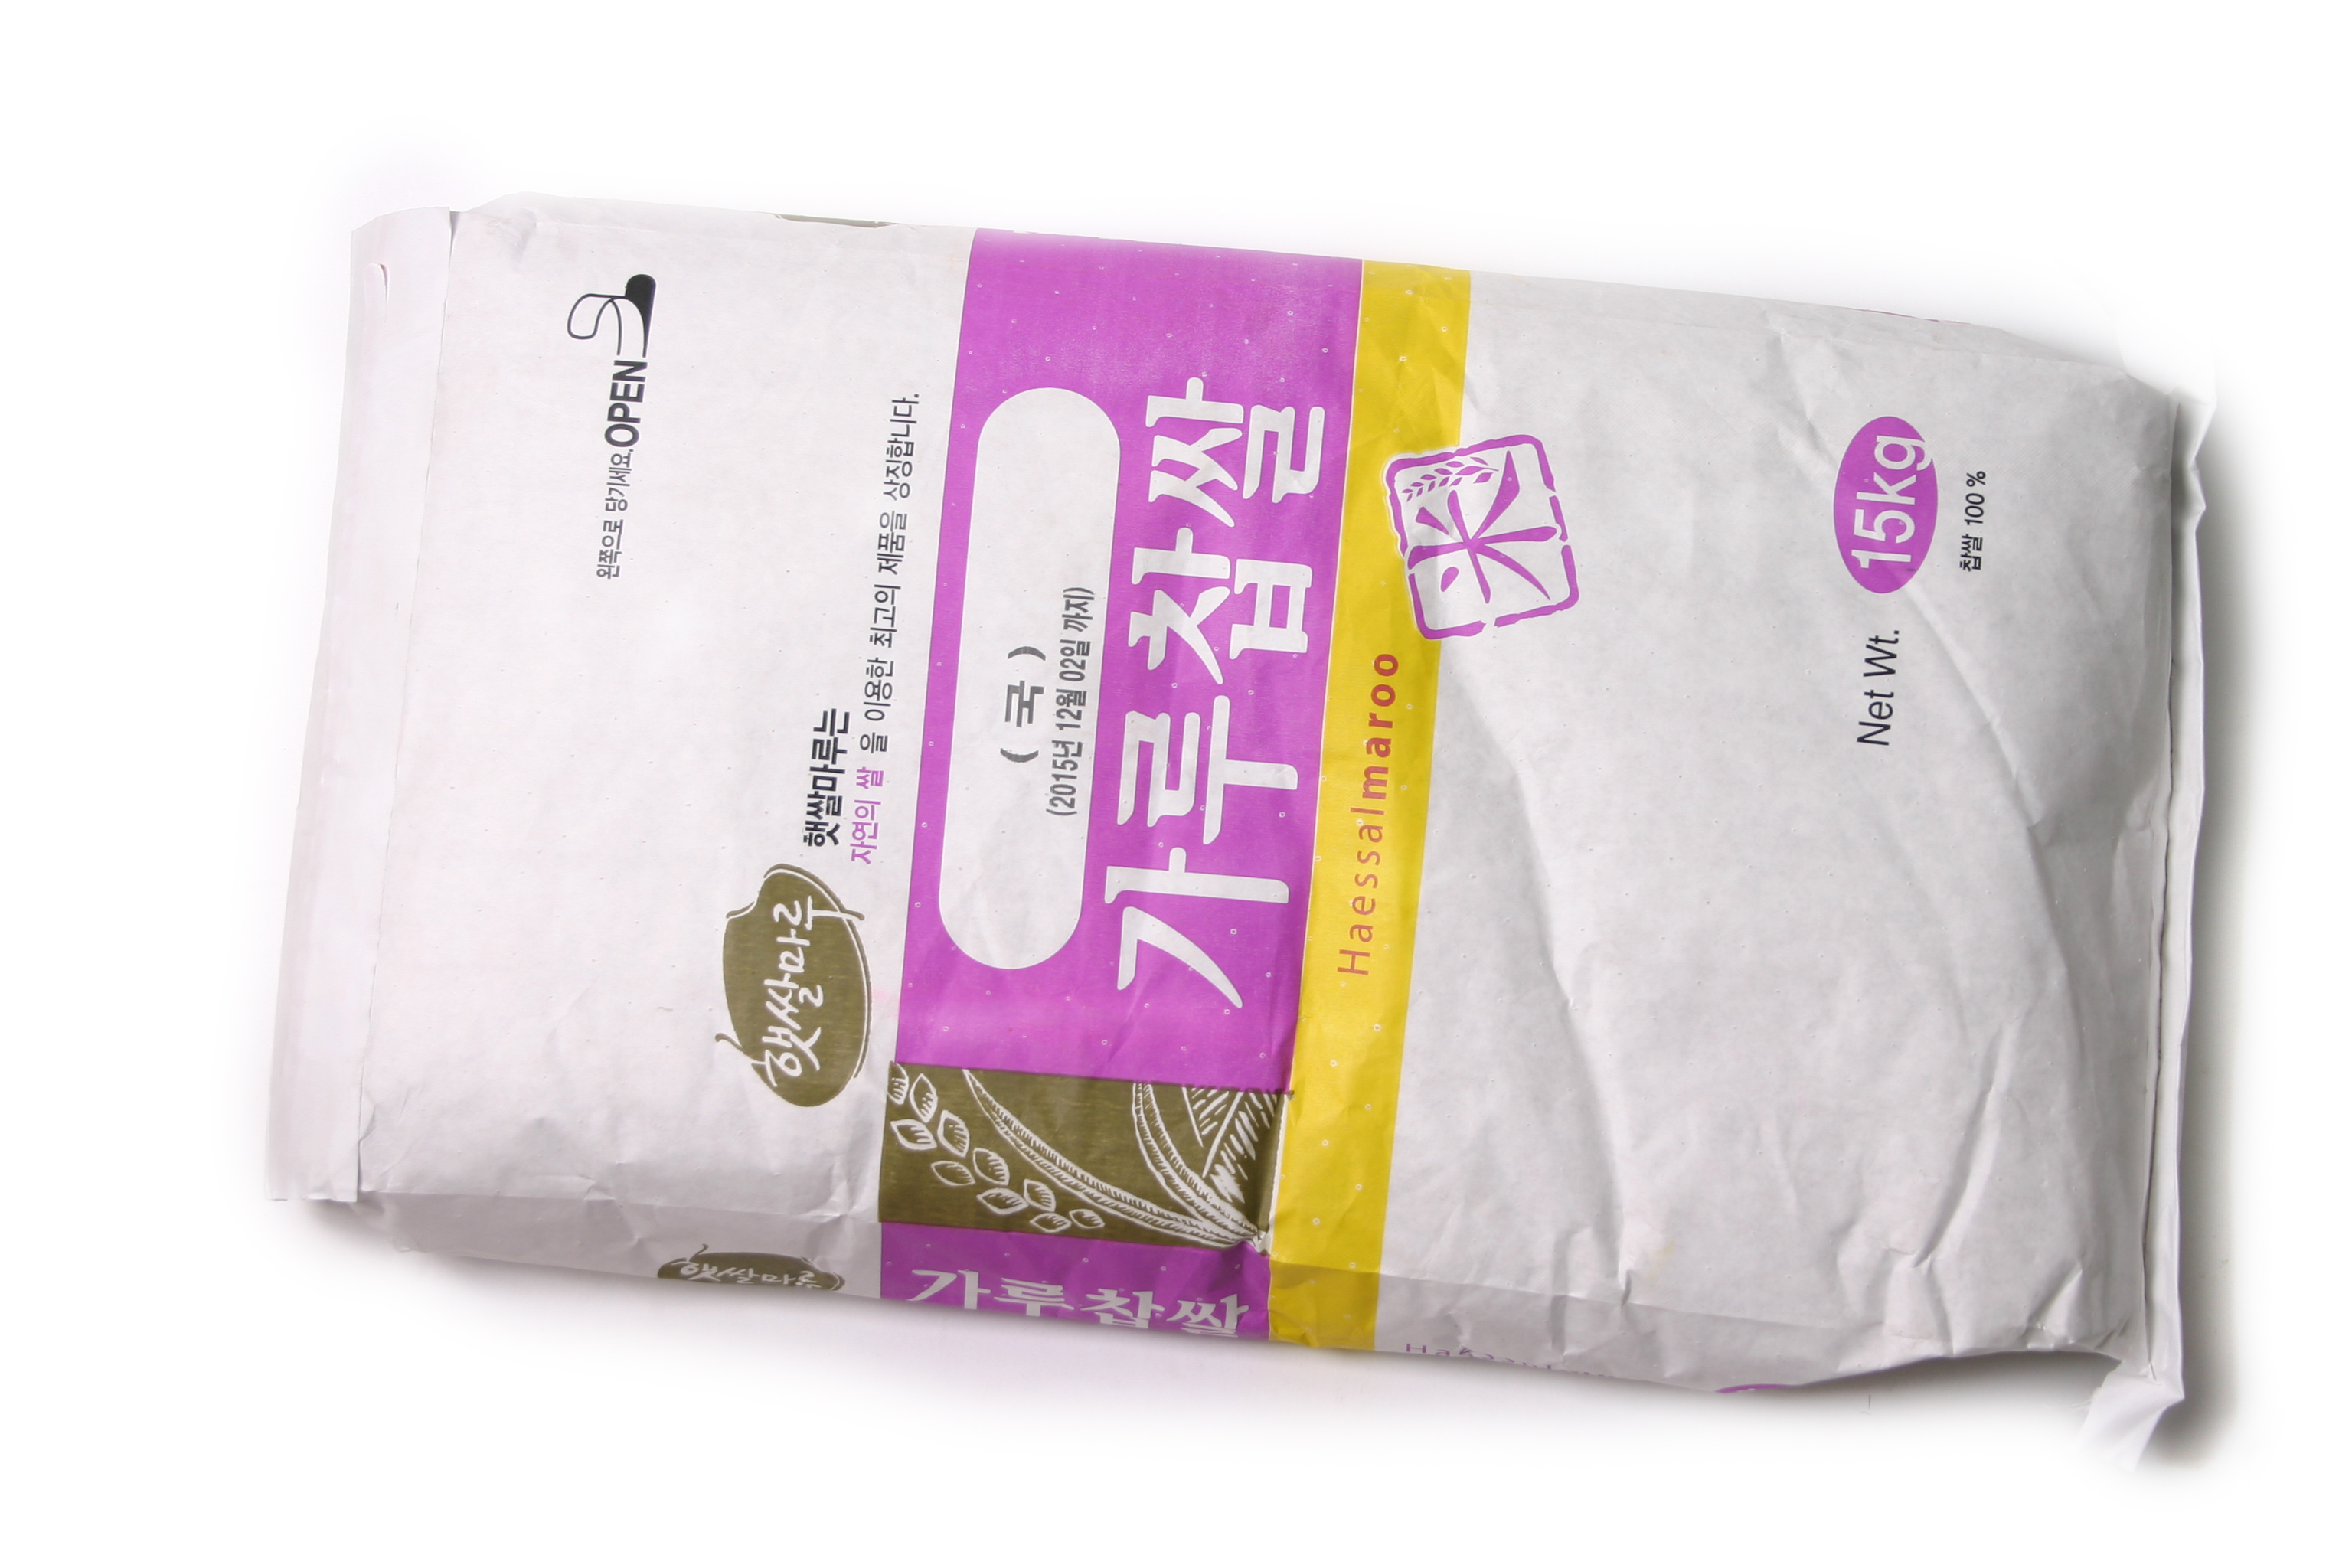 왼쪽으로 당기세요. OPEN
햇쌀마루는
자연의 쌀 을 이용한 최고의 제품을 상징합니다.
햇쌀마루
( 국 )
(2015년 12월 02일 까지)
가루찹쌀
Haessalmaroo
米
Net Wt. 15kg
찹쌀 100 %
햇쌀마루
가루찹쌀